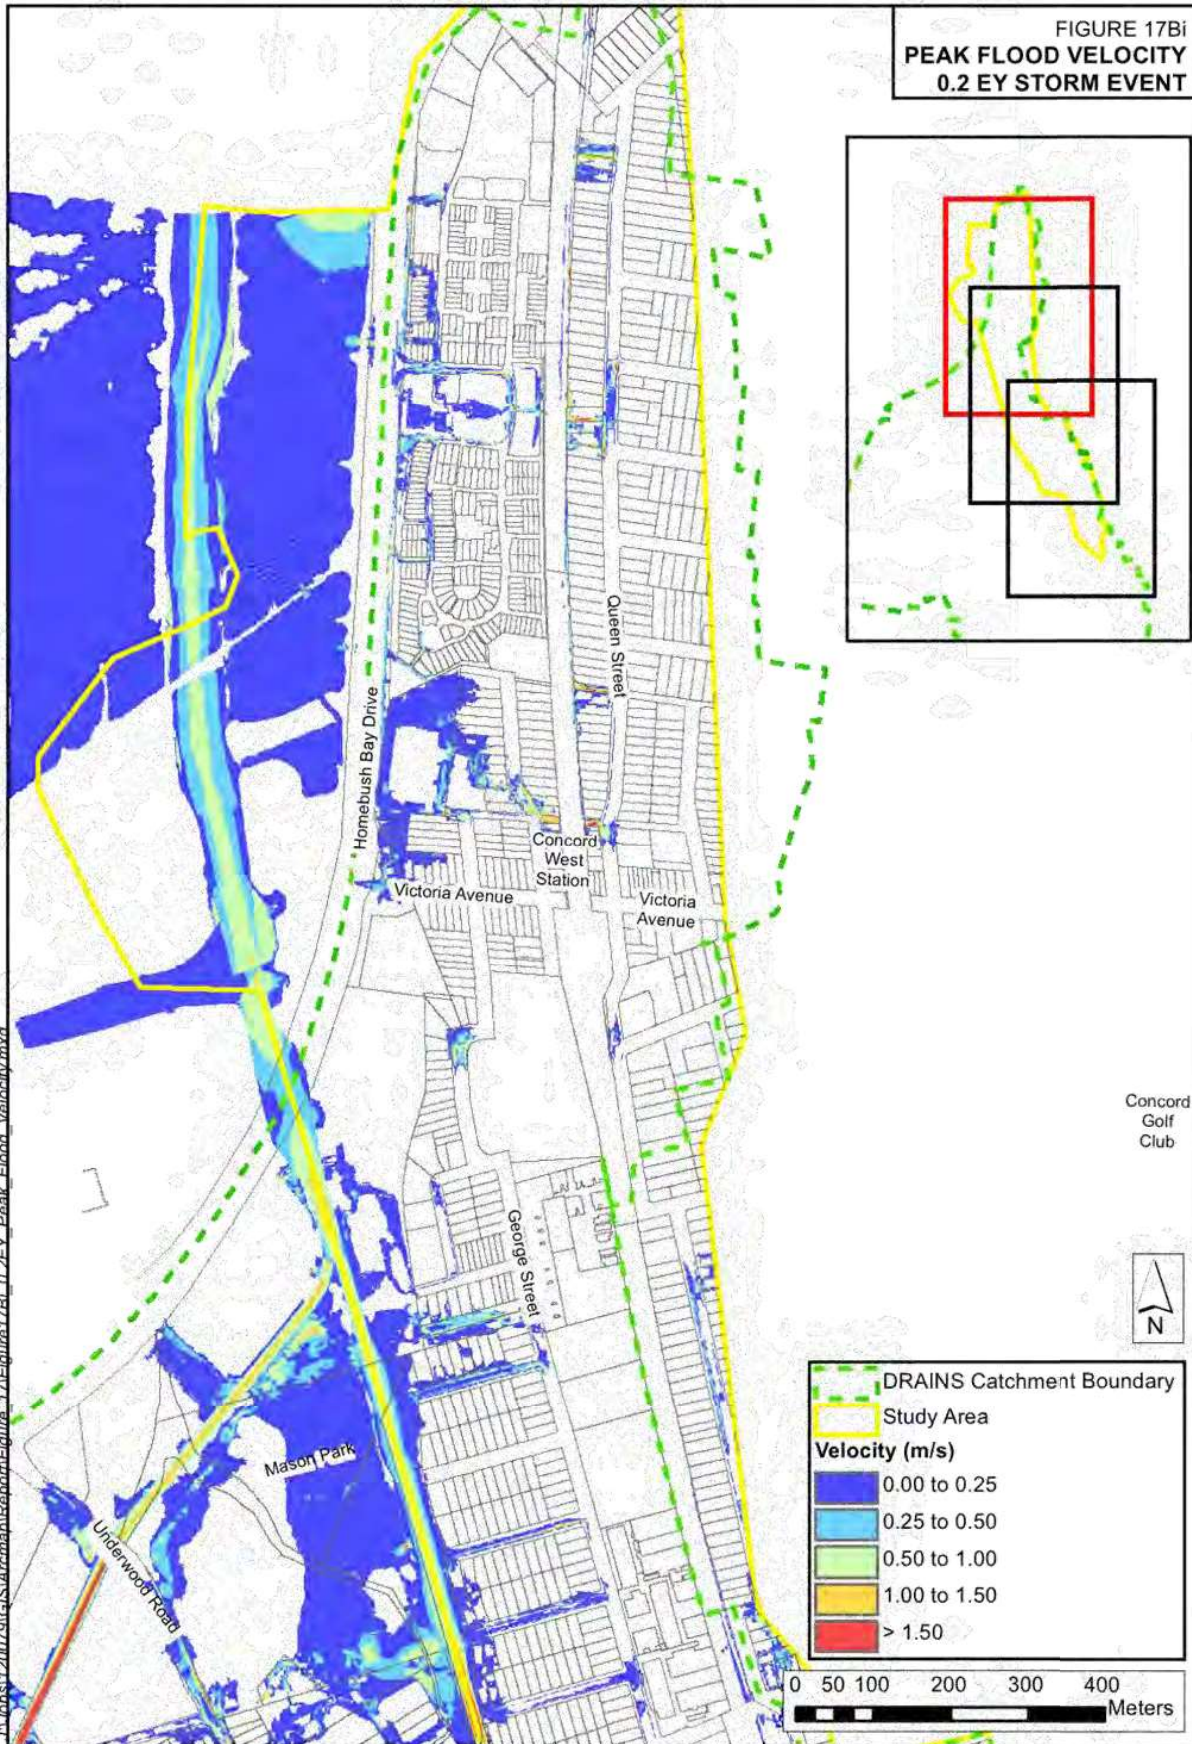 FIGURE 17Bi
PEAK FLOOD VELOCITY
0.2 EY STORM EVENT
Queen Street
Homebush Bay Drive
Concord
West
Station
Victoria Avenue
Victoria
Avenue
Concord
Golf
Club
George Street
N
Mason Park
Underwood Road
DRAINS Catchment Boundary
Study Area
Velocity (m/s)
0.00 to 0.25
0.25 to 0.50
0.50 to 1.00
1.00 to 1.50
> 1.50
0 50 100 200 300 400
Meters